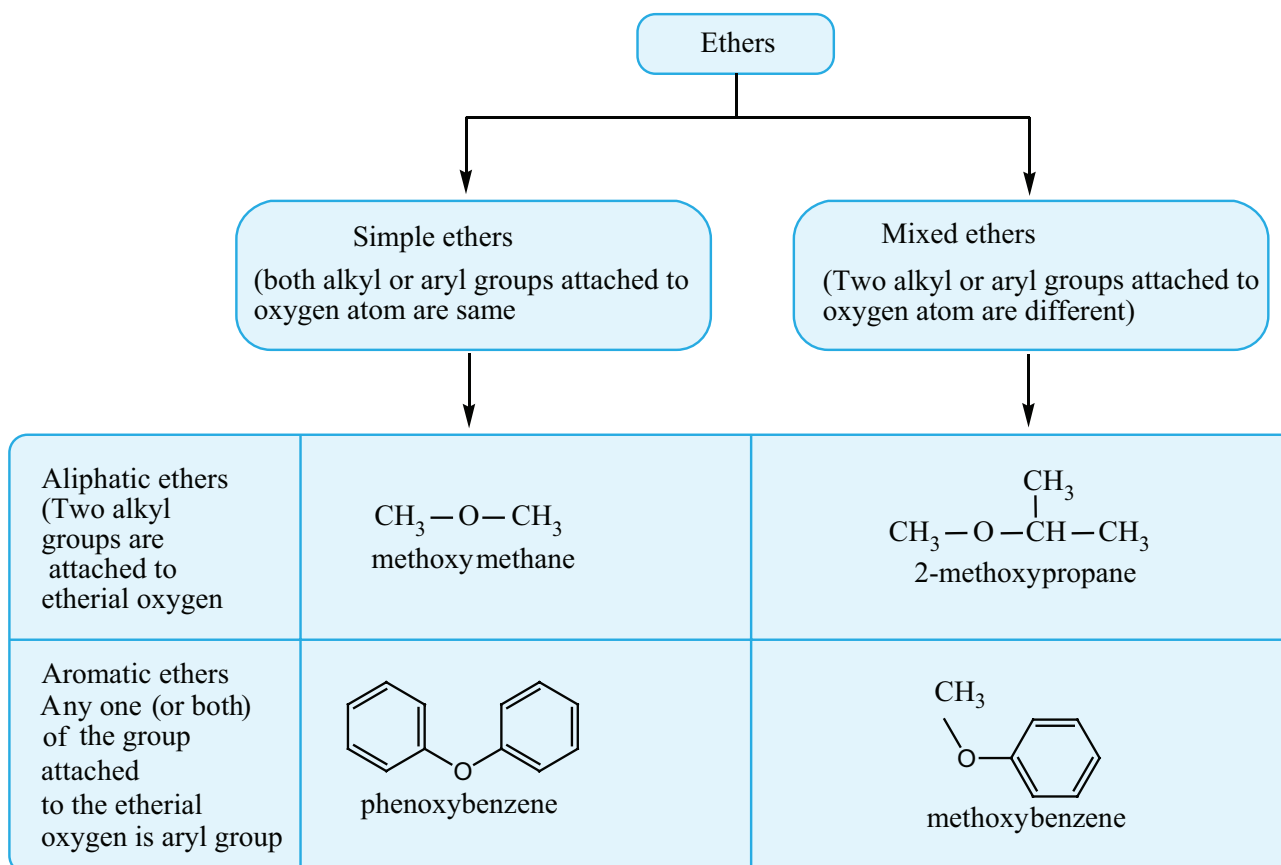 Ethers
Simple ethers
(both alkyl or aryl groups attached to
oxygen atom are same
Mixed ethers
(Two alkyl or aryl groups attached to
oxygen atom are different)
Aliphatic ethers
(Two alkyl
groups are
attached to
etherial oxygen
CH₃ — O — CH₃
methoxymethane
CH₃
CH₃ — O — CH — CH₃
2-methoxypropane
Aromatic ethers
Any one (or both)
of the group
attached
to the etherial
oxygen is aryl group
O
phenoxybenzene
CH₃
O
methoxybenzene